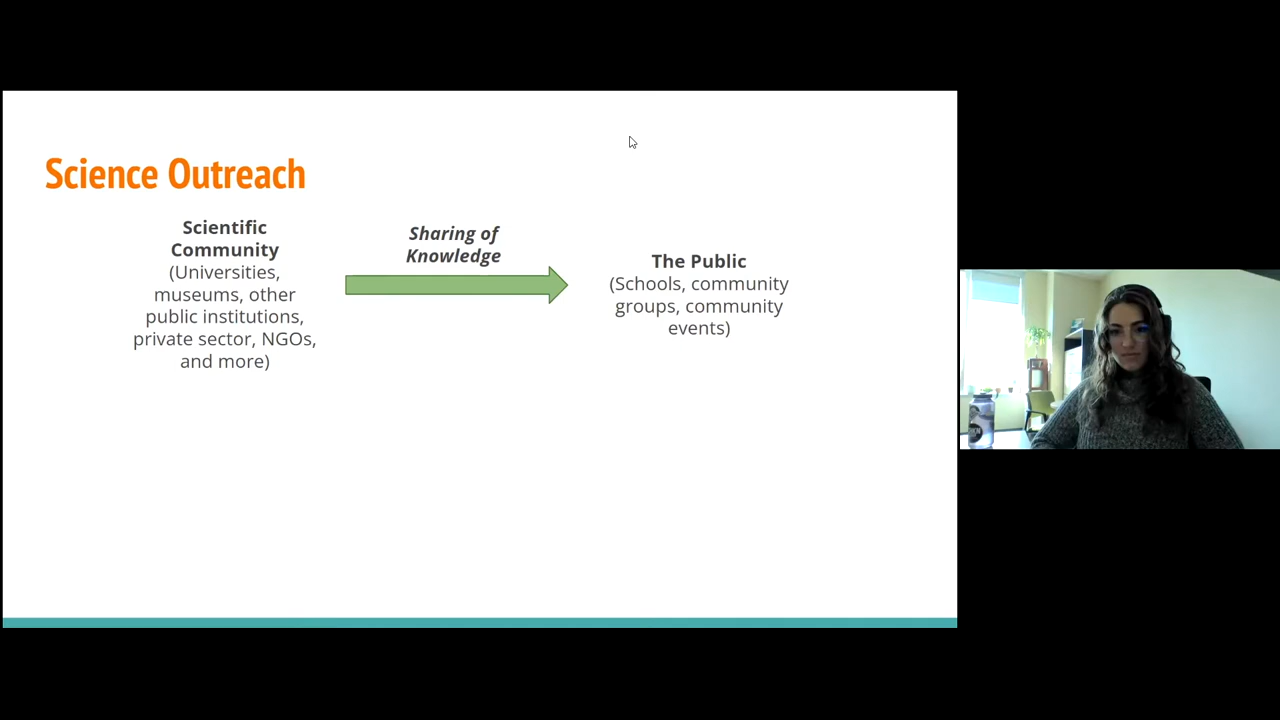 Science Outreach
Scientific
Community
(Universities,
museums, other
public institutions,
private sector, NGOs,
and more)
Sharing of
Knowledge
The Public
(Schools, community
groups, community
events)